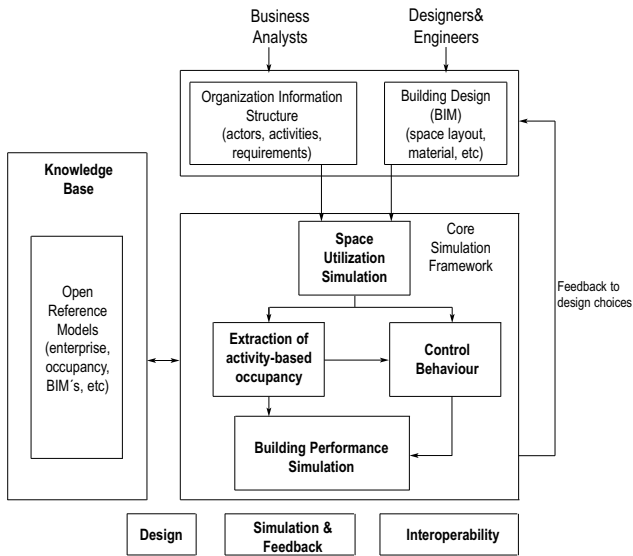 Business
Analysts
Designers&
Engineers
Organization Information
Structure
(actors, activities,
requirements)
Building Design
(BIM)
(space layout,
material, etc)
Knowledge
Base
Open
Reference
Models
(enterprise,
occupancy,
BIM´s, etc)
Core
Simulation
Framework
Space
Utilization
Simulation
Feedback to
design choices
Extraction of
activity-based
occupancy
Control
Behaviour
Building Performance
Simulation
Design
Simulation &
Feedback
Interoperability